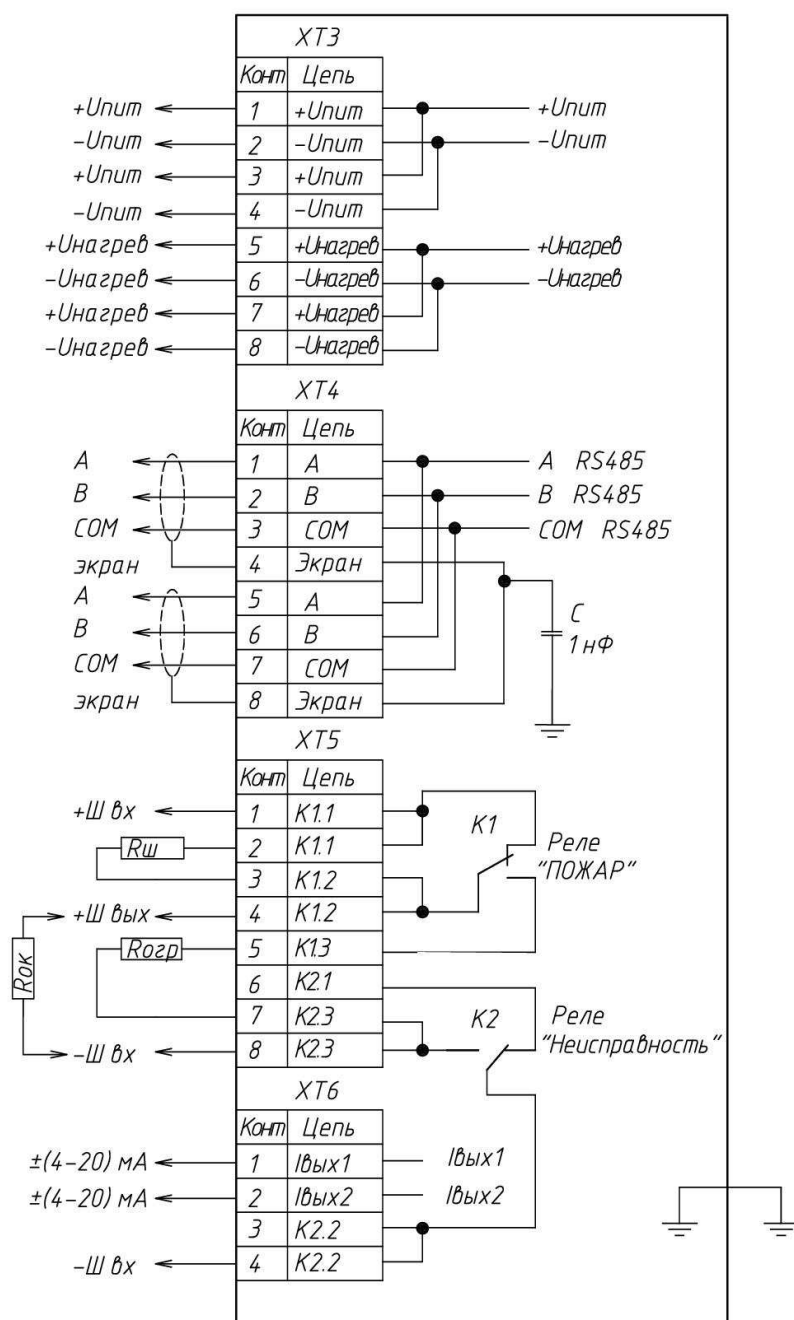 XT3
Конт Цепь
+Uпит 1 +Uпит +Uпит
-Uпит 2 -Uпит -Uпит
+Uпит 3 +Uпит
-Uпит 4 -Uпит
+Uнагрев 5 +Uнагрев +Uнагрев
-Uнагрев 6 -Uнагрев -Uнагрев
+Uнагрев 7 +Uнагрев
-Uнагрев 8 -Uнагрев
XT4
Конт Цепь
A 1 A A RS485
B 2 B B RS485
COM 3 COM COM RS485
экран 4 Экран
A 5 A
B 6 B
COM 7 COM
экран 8 Экран
C
1 нФ
XT5
Конт Цепь
+Ш вх 1 K1.1
Rш 2 K1.1
3 K1.2
+Ш вых 4 K1.2
Rогр 5 K1.3
6 K2.1
7 K2.3
-Ш вх 8 K2.3
Rок
K1
Реле
"ПОЖАР"
K2
Реле
"Неисправность"
XT6
Конт Цепь
±(4-20) мА 1 Iвых1 Iвых1
±(4-20) мА 2 Iвых2 Iвых2
3 K2.2
-Ш вх 4 K2.2